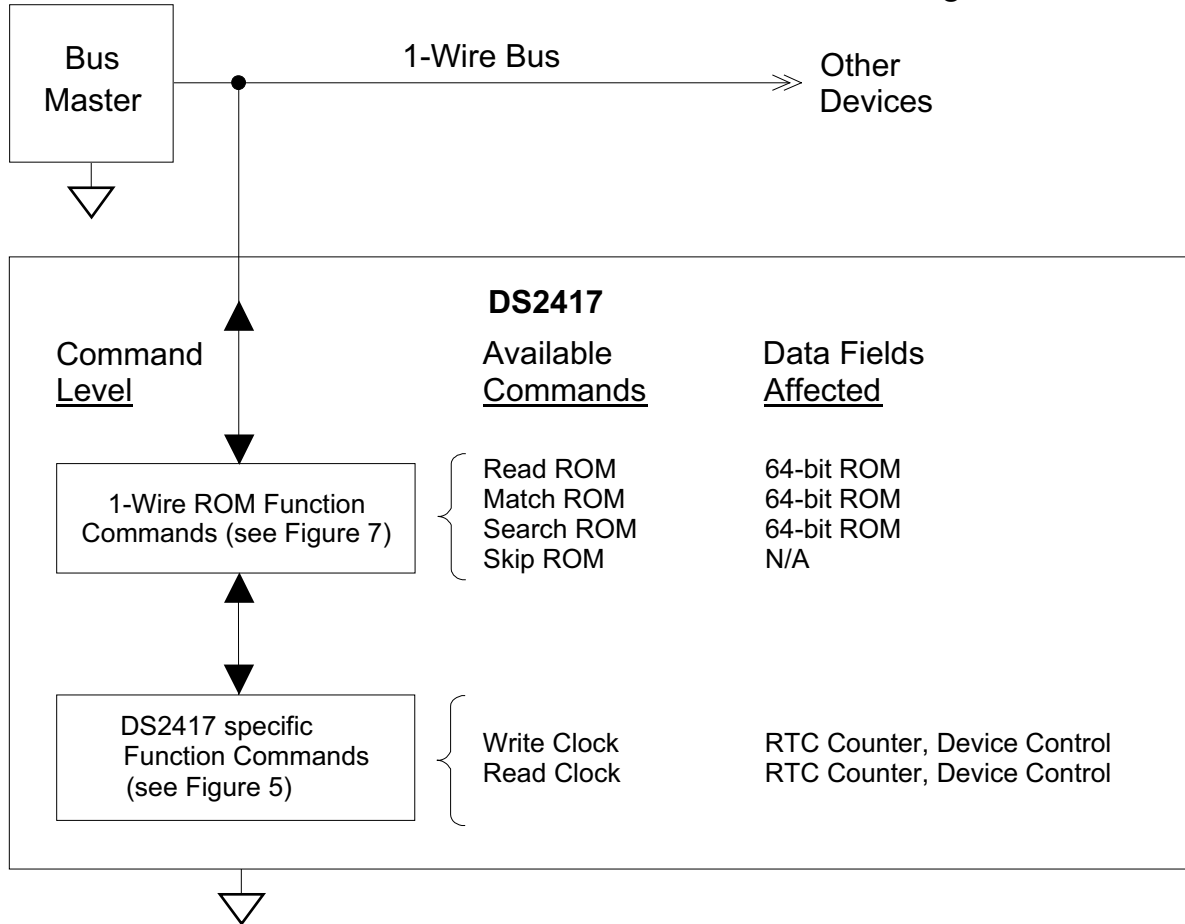 Bus
Master
1-Wire Bus
Other
Devices
DS2417
Command
Level
Available
Commands
Data Fields
Affected
1-Wire ROM Function
Commands (see Figure 7)
Read ROM 64-bit ROM
Match ROM 64-bit ROM
Search ROM 64-bit ROM
Skip ROM N/A
DS2417 specific
Function Commands
(see Figure 5)
Write Clock RTC Counter, Device Control
Read Clock RTC Counter, Device Control